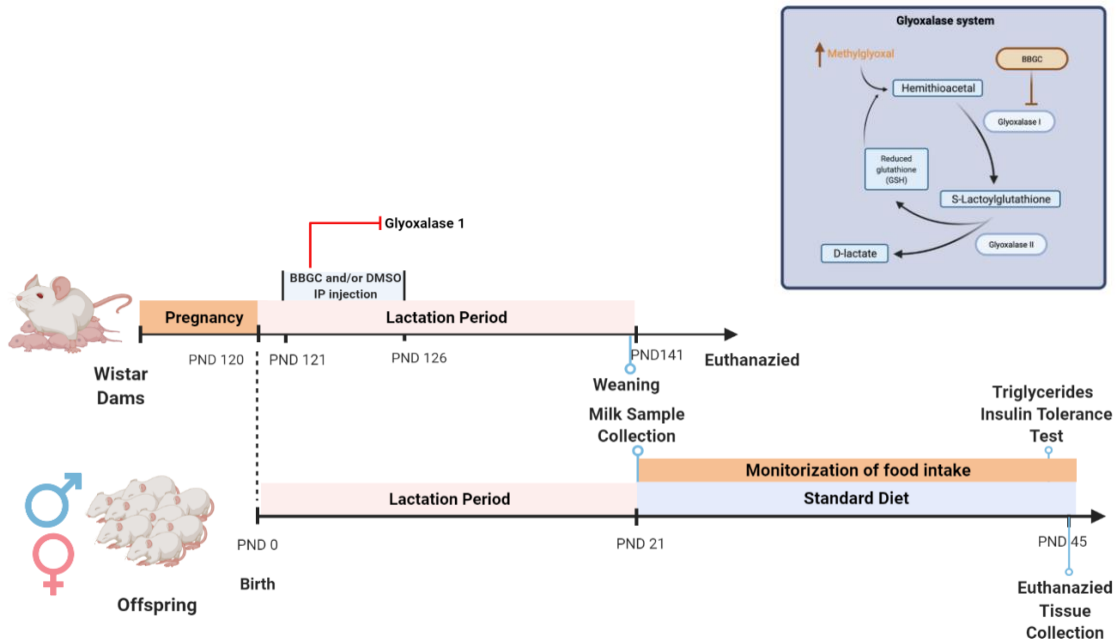 Glyoxalase system
Methylglyoxal
BBGC
Hemithioacetal
Glyoxalase I
Reduced
glutathione
(GSH)
S-Lactoylglutathione
Glyoxalase II
D-lactate
Glyoxalase 1
BBGC and/or DMSO
IP injection
Pregnancy
Lactation Period
PND 120
PND 121
PND 126
PND141
Euthanazied
Wistar
Dams
Weaning
Milk Sample
Collection
Triglycerides
Insulin Tolerance
Test
Monitorization of food intake
Lactation Period
Standard Diet
PND 0
PND 21
PND 45
Birth
Offspring
Euthanazied
Tissue
Collection